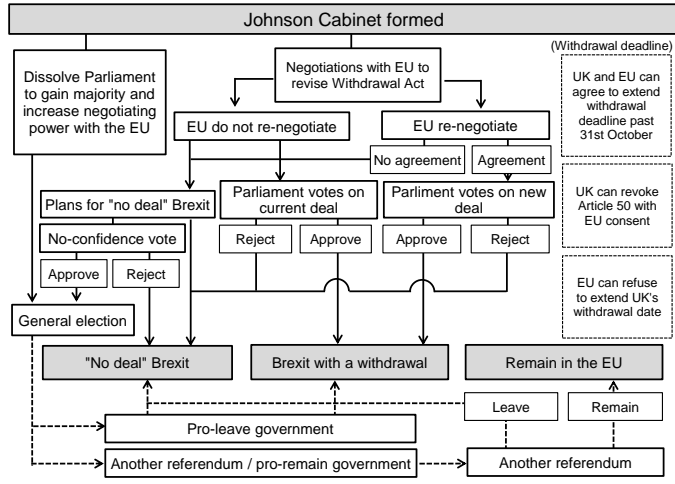 Johnson Cabinet formed
(Withdrawal deadline)
Dissolve Parliament
to gain majority and
increase negotiating
power with the EU
Negotiations with EU to
revise Withdrawal Act
UK and EU can
agree to extend
withdrawal
deadline past
31st October
EU do not re-negotiate
EU re-negotiate
No agreement
Agreement
Plans for "no deal" Brexit
Parliament votes on
current deal
Parliment votes on new
deal
UK can revoke
Article 50 with
EU consent
No-confidence vote
Reject
Approve
Approve
Reject
Approve
Reject
General election
EU can refuse
to extend UK's
withdrawal date
"No deal" Brexit
Brexit with a withdrawal
Remain in the EU
Leave
Remain
Pro-leave government
Another referendum / pro-remain government
Another referendum